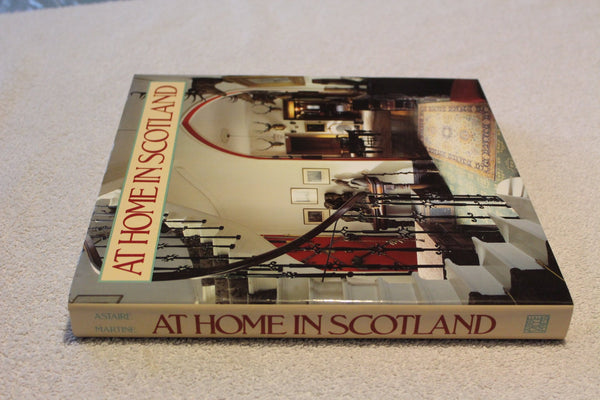 AT HOME IN SCOTLAND
ASTAIRE
MARTINE
AT HOME IN SCOTLAND